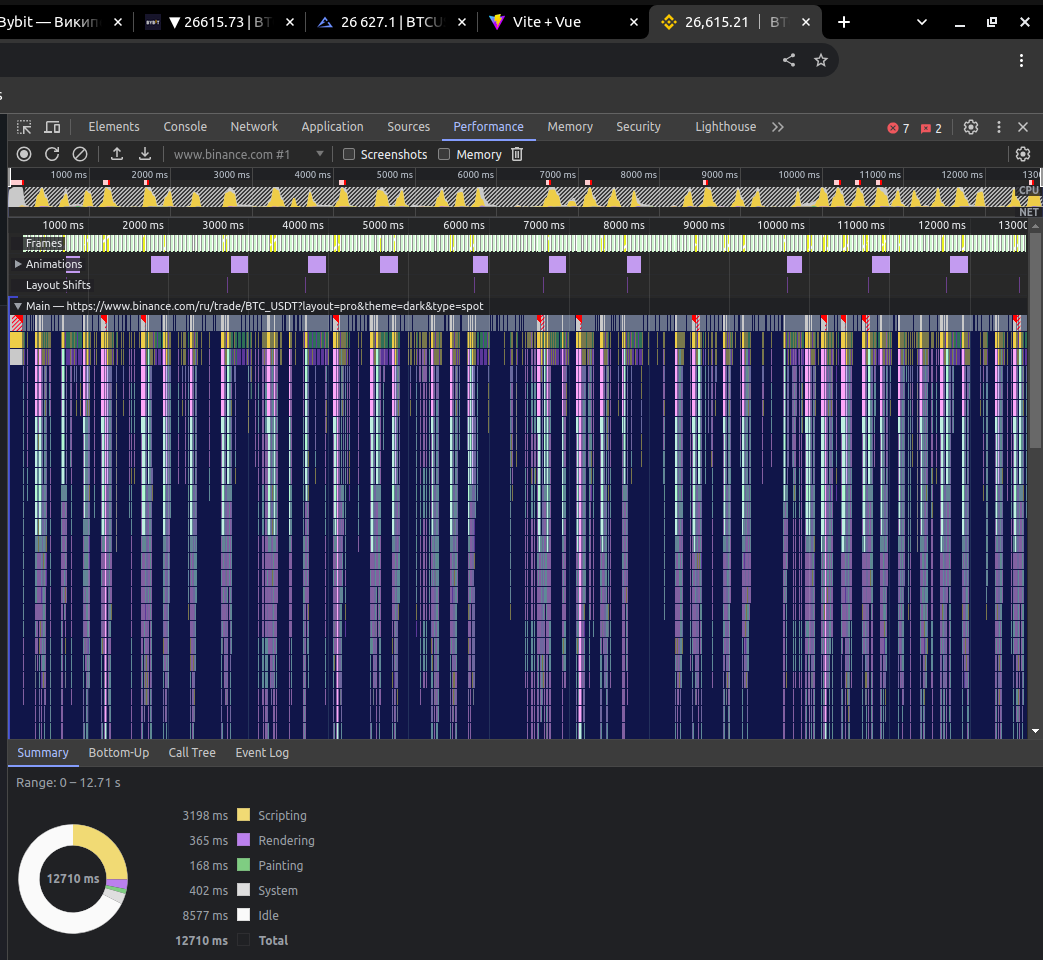 Bybit — Викип
▼ 26615.73 | BT
26 627.1 | BTCU
Vite + Vue
26,615.21 | BT
s
Elements Console Network Application Sources Performance Memory Security Lighthouse
7 2
www.binance.com #1 Screenshots Memory
1000 ms 2000 ms 3000 ms 4000 ms 5000 ms 6000 ms 7000 ms 8000 ms 9000 ms 10000 ms 11000 ms 12000 ms 1300
CPU
NET
1000 ms 2000 ms 3000 ms 4000 ms 5000 ms 6000 ms 7000 ms 8000 ms 9000 ms 10000 ms 11000 ms 12000 ms 13000
Frames
Animations
Layout Shifts
Main — https://www.binance.com/ru/trade/BTC_USDT?layout=pro&theme=dark&type=spot
Summary Bottom-Up Call Tree Event Log
Range: 0 – 12.71 s
12710 ms
3198 ms Scripting
365 ms Rendering
168 ms Painting
402 ms System
8577 ms Idle
12710 ms Total